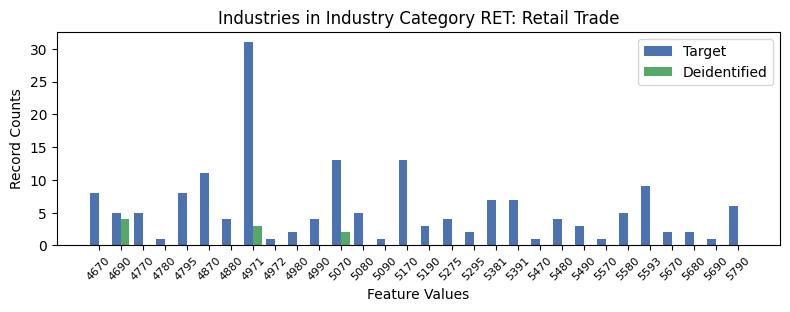 Industries in Industry Category RET: Retail Trade
Target
Deidentified
Record Counts
30
25
20
15
10
5
0
4670 4690 4770 4780 4795 4870 4880 4971 4972 4980 4990 5070 5080 5090 5170 5190 5275 5295 5381 5391 5470 5480 5490 5570 5580 5593 5670 5680 5690 5790
Feature Values